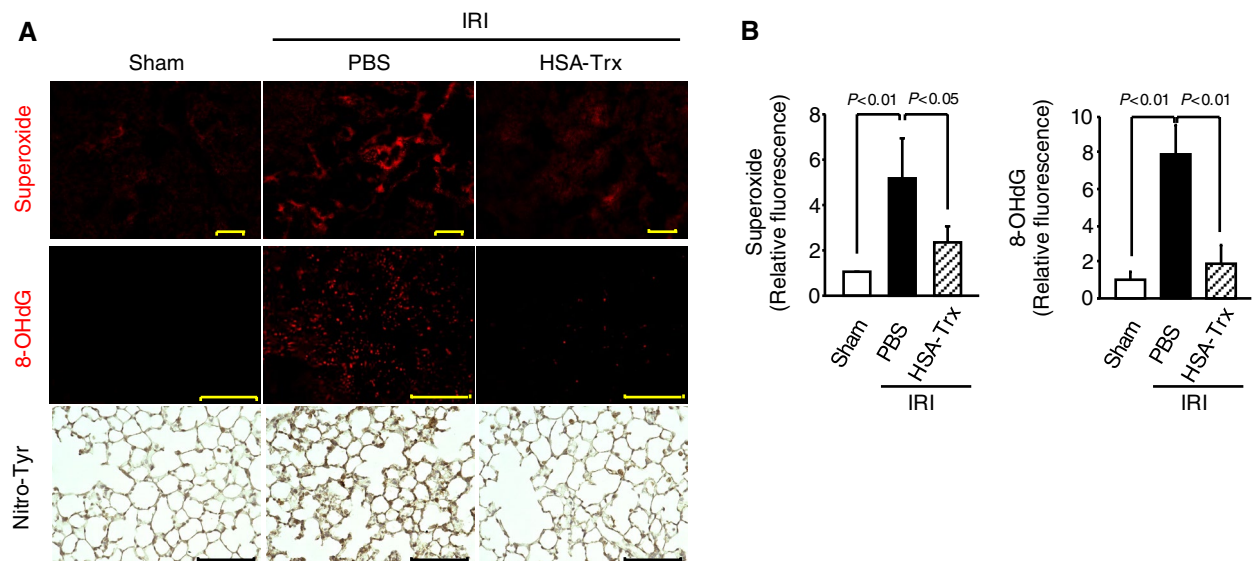 A
IRI
Sham PBS HSA-Trx
Superoxide
8-OHdG
Nitro-Tyr
B
P<0.01 P<0.05
Superoxide
(Relative fluorescence)
8
6
4
2
0
Sham PBS HSA-Trx
IRI
P<0.01 P<0.01
8-OHdG
(Relative fluorescence)
10
8
6
4
2
0
Sham PBS HSA-Trx
IRI